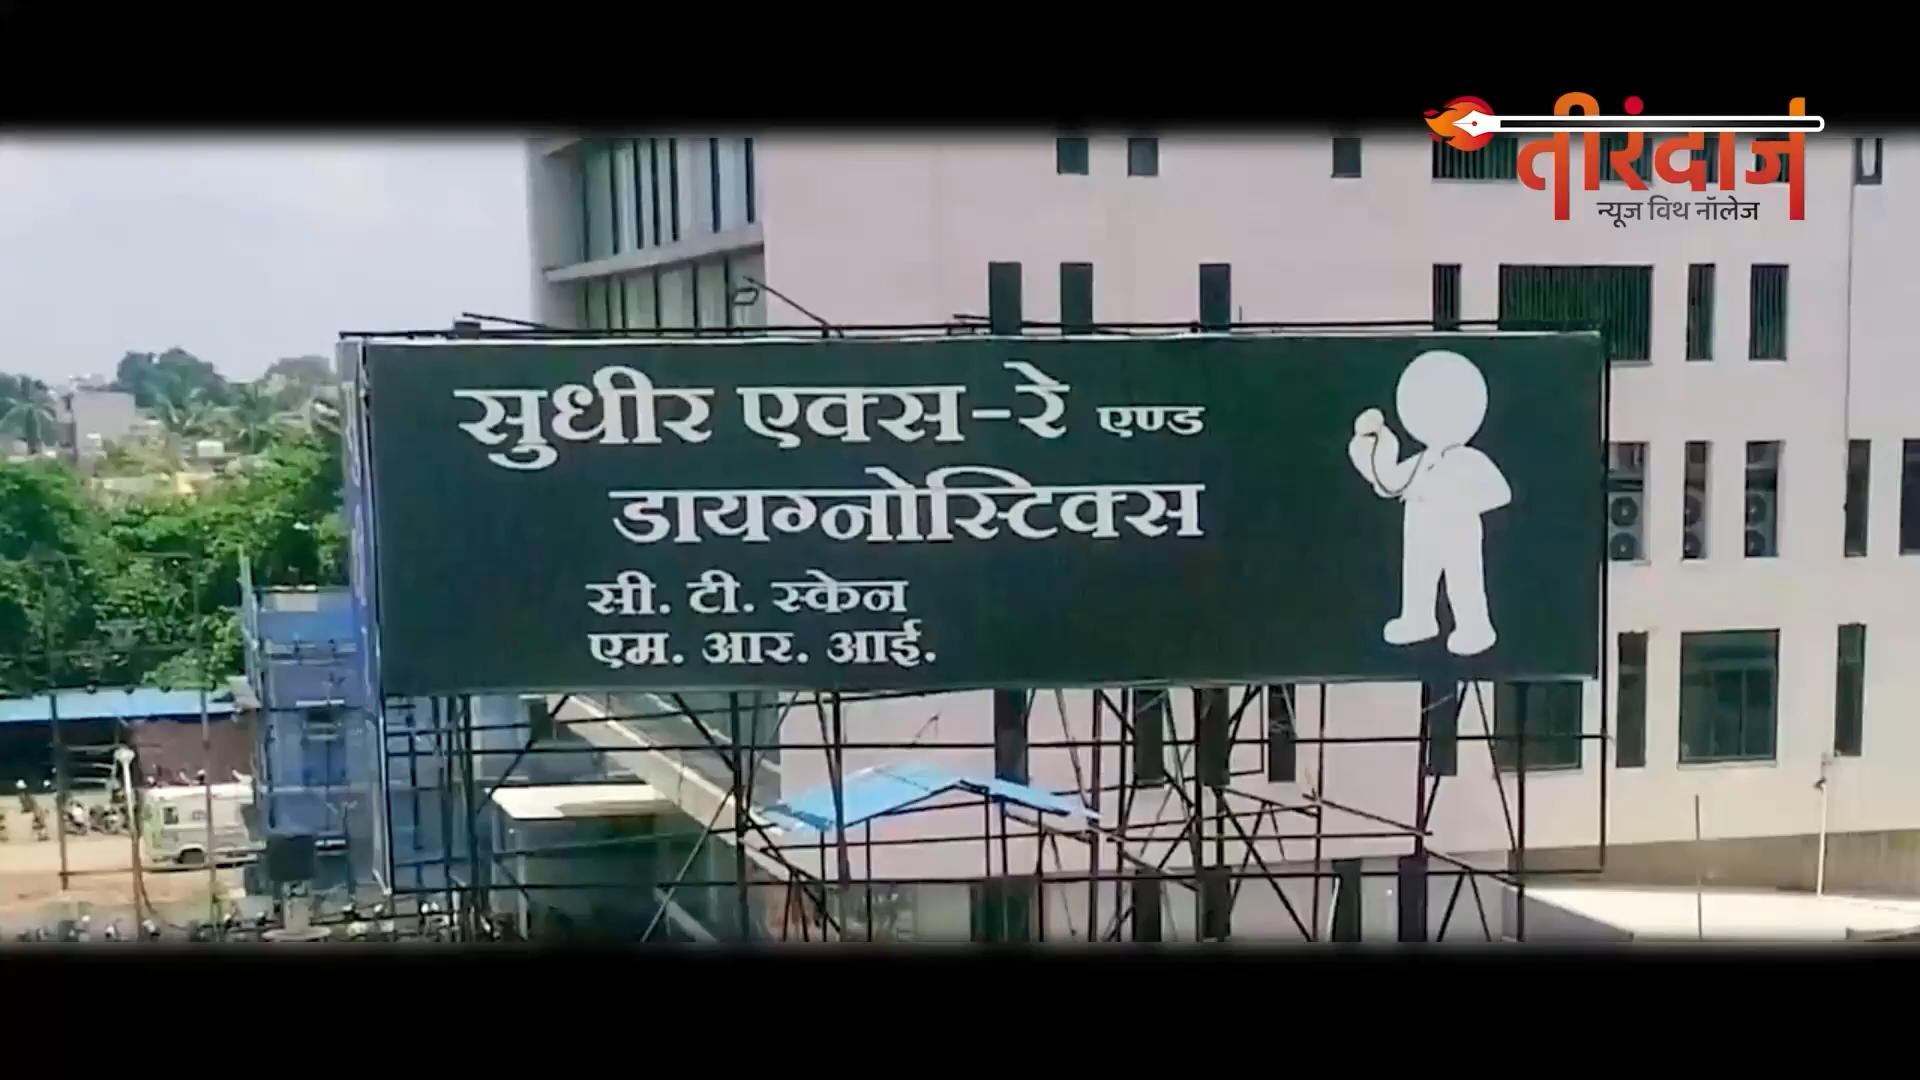 तीरंदाज
न्यूज विथ नॉलेज
सुधीर एक्स-रे एण्ड
डायग्नोस्टिक्स
सी. टी. स्केन
एम. आर. आई.